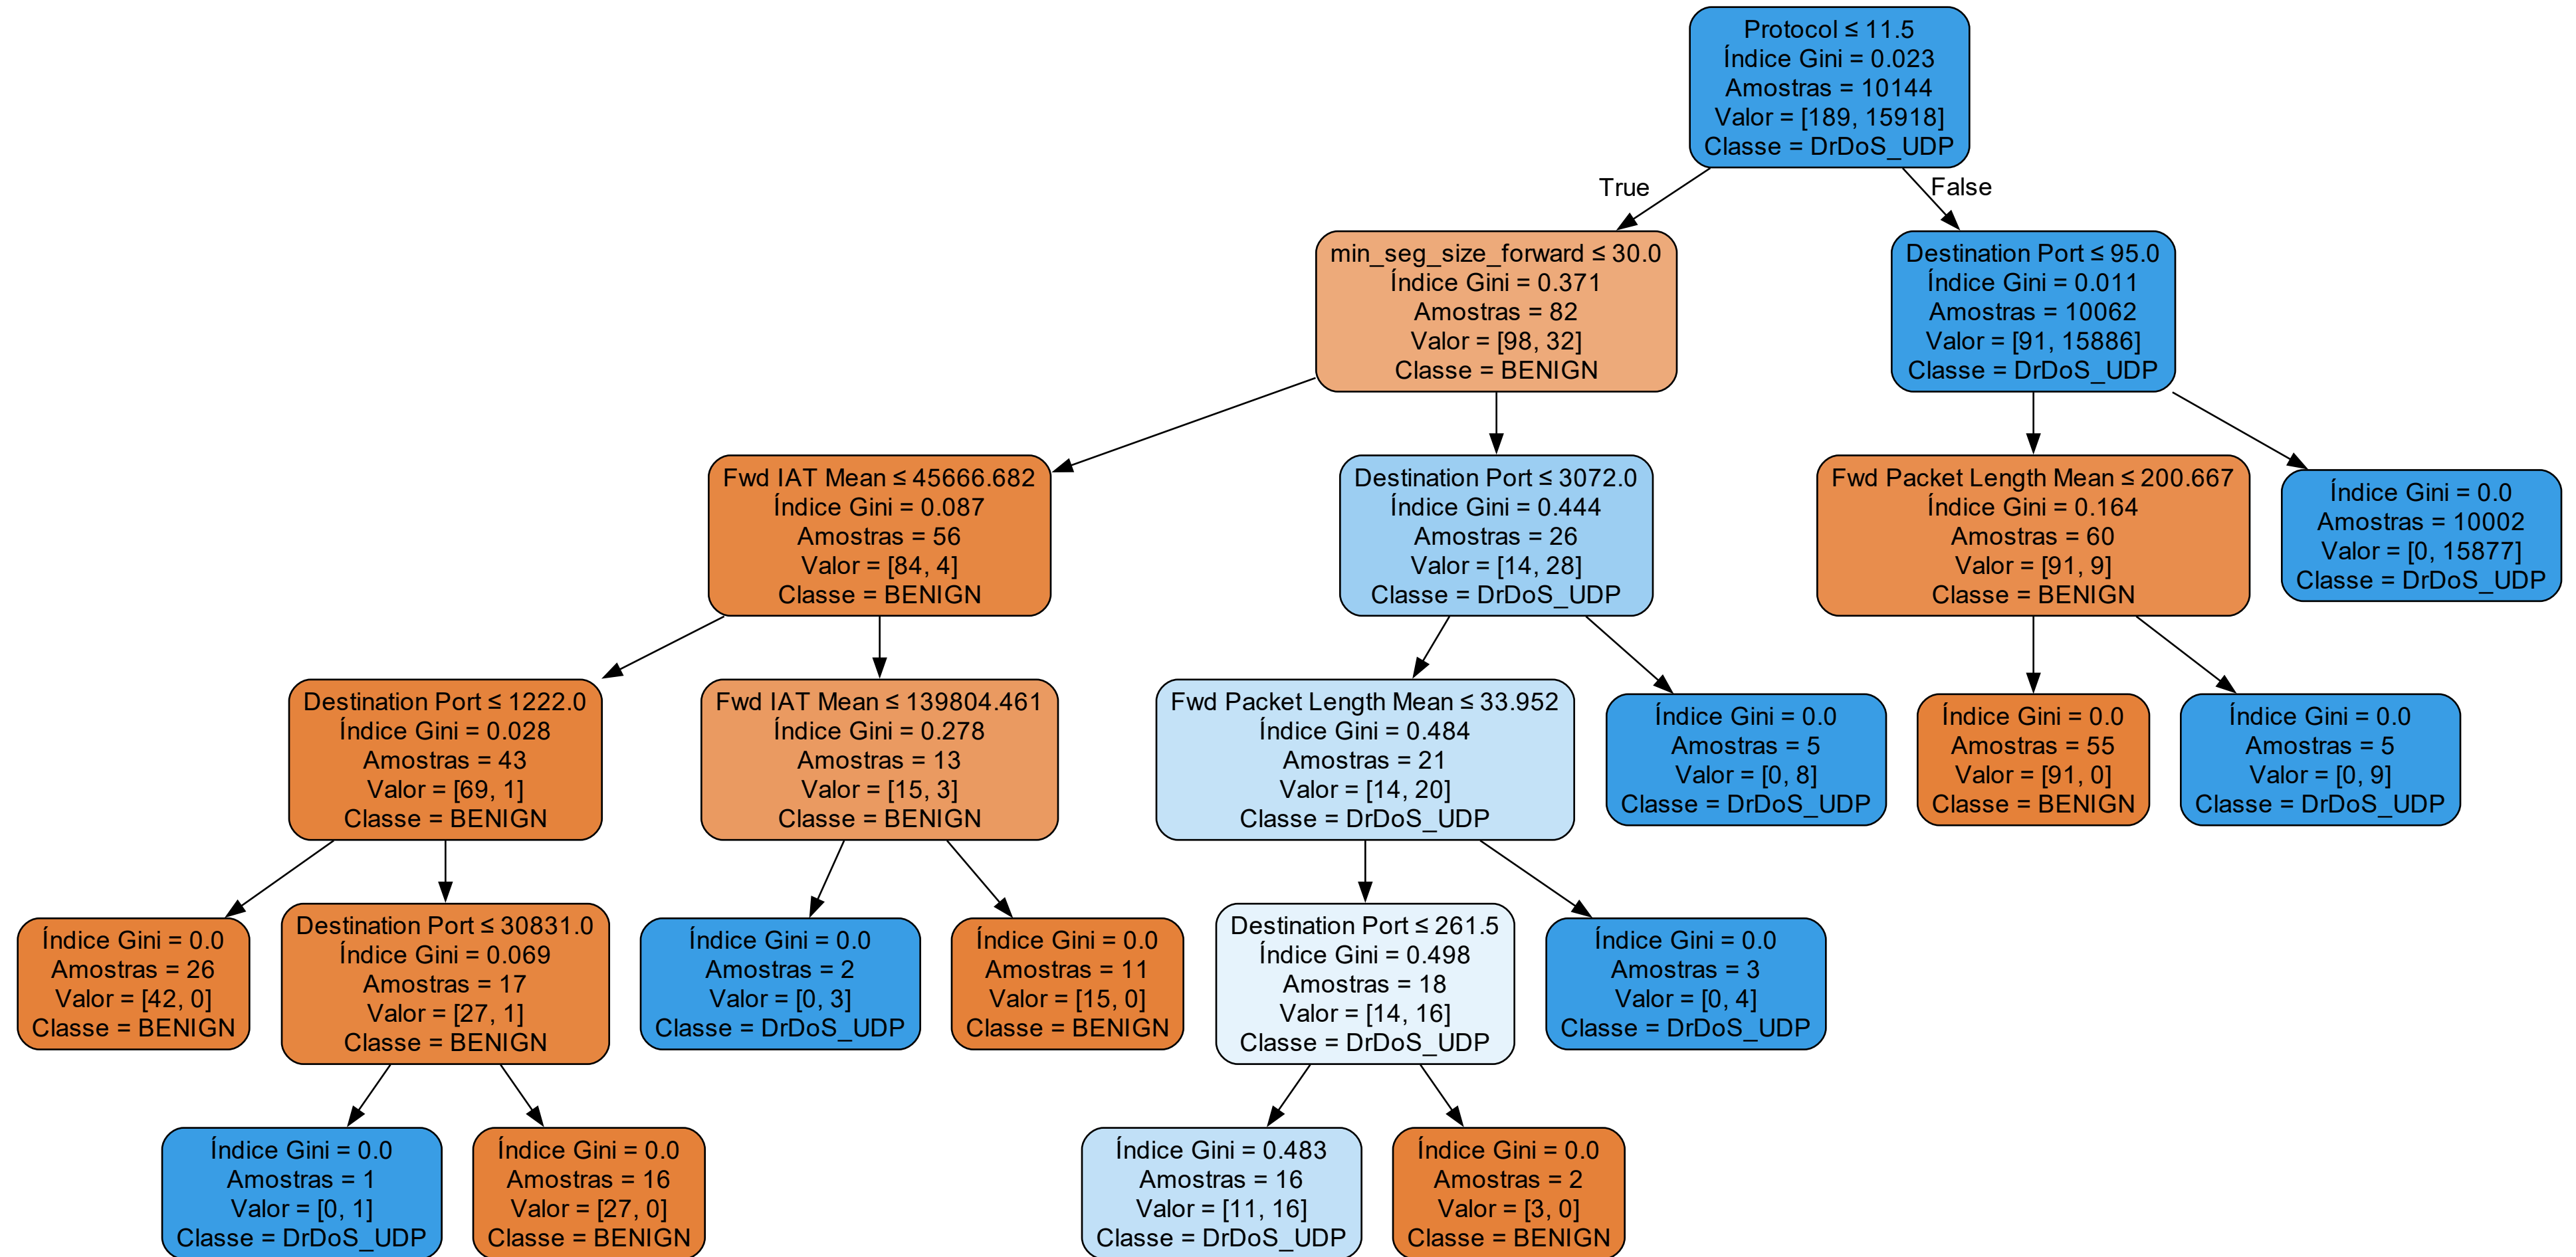 Protocol ≤ 11.5
Índice Gini = 0.023
Amostras = 10144
Valor = [189, 15918]
Classe = DrDoS_UDP
True
False
min_seg_size_forward ≤ 30.0
Índice Gini = 0.371
Amostras = 82
Valor = [98, 32]
Classe = BENIGN
Destination Port ≤ 95.0
Índice Gini = 0.011
Amostras = 10062
Valor = [91, 15886]
Classe = DrDoS_UDP
Fwd IAT Mean ≤ 45666.682
Índice Gini = 0.087
Amostras = 56
Valor = [84, 4]
Classe = BENIGN
Destination Port ≤ 3072.0
Índice Gini = 0.444
Amostras = 26
Valor = [14, 28]
Classe = DrDoS_UDP
Fwd Packet Length Mean ≤ 200.667
Índice Gini = 0.164
Amostras = 60
Valor = [91, 9]
Classe = BENIGN
Índice Gini = 0.0
Amostras = 10002
Valor = [0, 15877]
Classe = DrDoS_UDP
Destination Port ≤ 1222.0
Índice Gini = 0.028
Amostras = 43
Valor = [69, 1]
Classe = BENIGN
Fwd IAT Mean ≤ 139804.461
Índice Gini = 0.278
Amostras = 13
Valor = [15, 3]
Classe = BENIGN
Fwd Packet Length Mean ≤ 33.952
Índice Gini = 0.484
Amostras = 21
Valor = [14, 20]
Classe = DrDoS_UDP
Índice Gini = 0.0
Amostras = 5
Valor = [0, 8]
Classe = DrDoS_UDP
Índice Gini = 0.0
Amostras = 55
Valor = [91, 0]
Classe = BENIGN
Índice Gini = 0.0
Amostras = 5
Valor = [0, 9]
Classe = DrDoS_UDP
Índice Gini = 0.0
Amostras = 26
Valor = [42, 0]
Classe = BENIGN
Destination Port ≤ 30831.0
Índice Gini = 0.069
Amostras = 17
Valor = [27, 1]
Classe = BENIGN
Índice Gini = 0.0
Amostras = 2
Valor = [0, 3]
Classe = DrDoS_UDP
Índice Gini = 0.0
Amostras = 11
Valor = [15, 0]
Classe = BENIGN
Destination Port ≤ 261.5
Índice Gini = 0.498
Amostras = 18
Valor = [14, 16]
Classe = DrDoS_UDP
Índice Gini = 0.0
Amostras = 3
Valor = [0, 4]
Classe = DrDoS_UDP
Índice Gini = 0.0
Amostras = 1
Valor = [0, 1]
Classe = DrDoS_UDP
Índice Gini = 0.0
Amostras = 16
Valor = [27, 0]
Classe = BENIGN
Índice Gini = 0.483
Amostras = 16
Valor = [11, 16]
Classe = DrDoS_UDP
Índice Gini = 0.0
Amostras = 2
Valor = [3, 0]
Classe = BENIGN